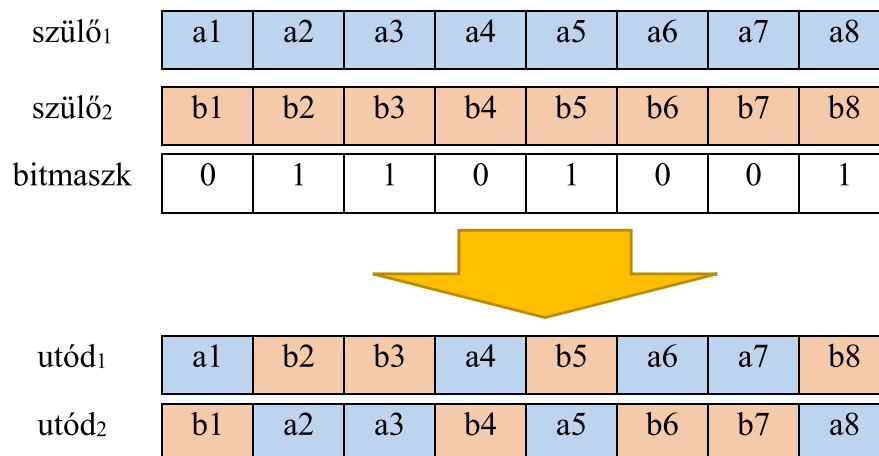 szülő1 a1 a2 a3 a4 a5 a6 a7 a8
szülő2 b1 b2 b3 b4 b5 b6 b7 b8
bitmaszk 0 1 1 0 1 0 0 1
utód1 a1 b2 b3 a4 b5 a6 a7 b8
utód2 b1 a2 a3 b4 a5 b6 b7 a8